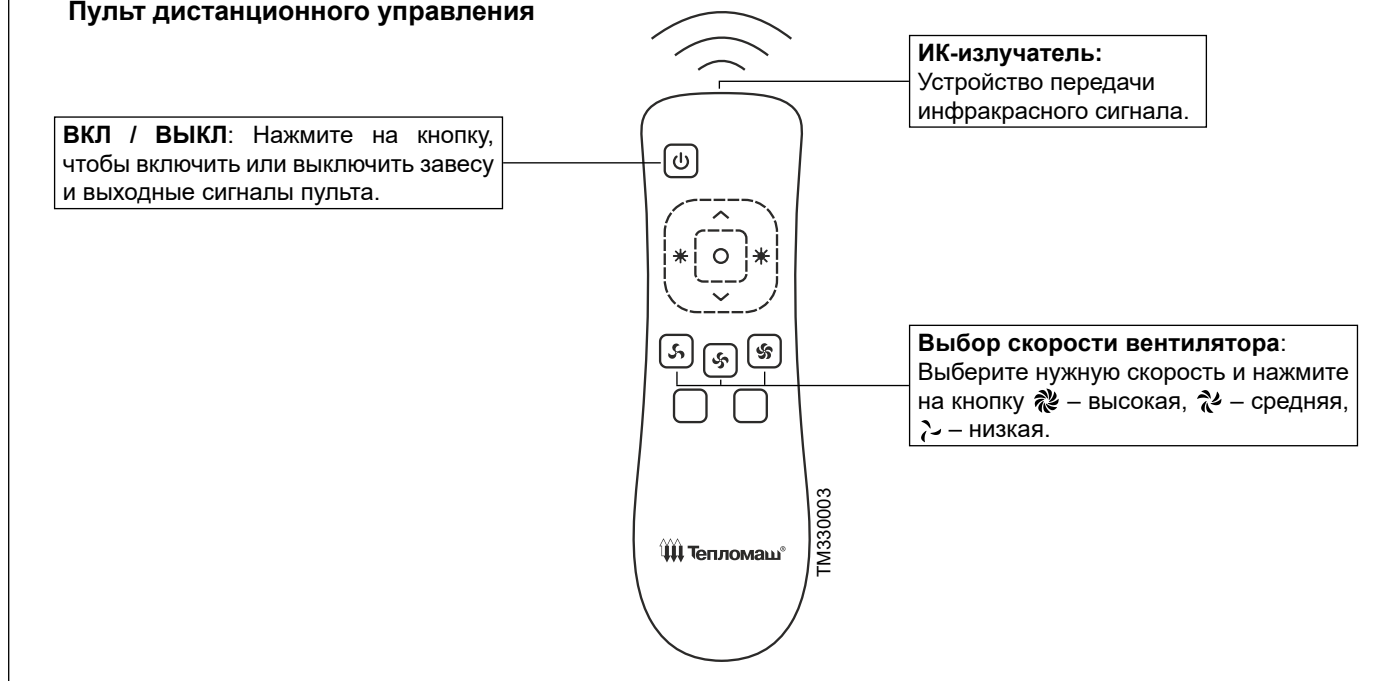 Пульт дистанционного управления
ИК-излучатель:
Устройство передачи
инфракрасного сигнала.
ВКЛ / ВЫКЛ: Нажмите на кнопку,
чтобы включить или выключить завесу
и выходные сигналы пульта.
Выбор скорости вентилятора:
Выберите нужную скорость и нажмите
на кнопку – высокая, – средняя,
– низкая.
TM330003
Тепломаш®